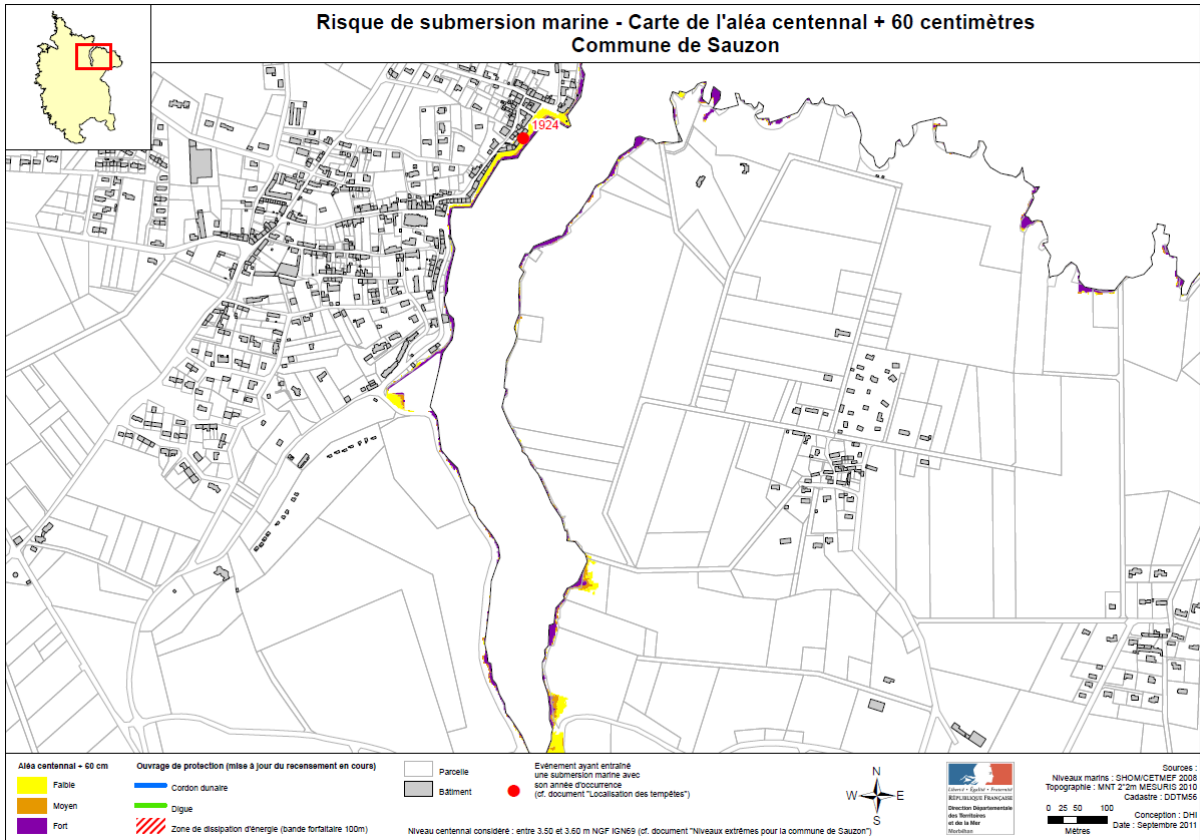 Risque de submersion marine - Carte de l'aléa centennal + 60 centimètres
Commune de Sauzon
1924
Aléa centennal + 60 cm
Faible
Moyen
Fort
Ouvrage de protection (mise à jour du recensement en cours)
Cordon dunaire
Digue
Zone de dissipation d'énergie (bande forfaitaire 100m)
Parcelle
Bâtiment
Evènement ayant entraîné
une submersion marine avec
son année d'occurrence
(cf. document "Localisation des tempêtes")
Niveau centennal considéré : entre 3.50 et 3.60 m NGF IGN69 (cf. document "Niveaux extrêmes pour la commune de Sauzon")
N
W E
S
Liberté • Égalité • Fraternité
RÉPUBLIQUE FRANÇAISE
Direction Départementale
des Territoires
et de la Mer
Morbihan
Sources :
Niveaux marins : SHOM/CETMEF 2008
Topographie : MNT 2*2m MESURIS 2010
Cadastre : DDTM56
0 25 50 100
Mètres
Conception : DHI
Date : Septembre 2011